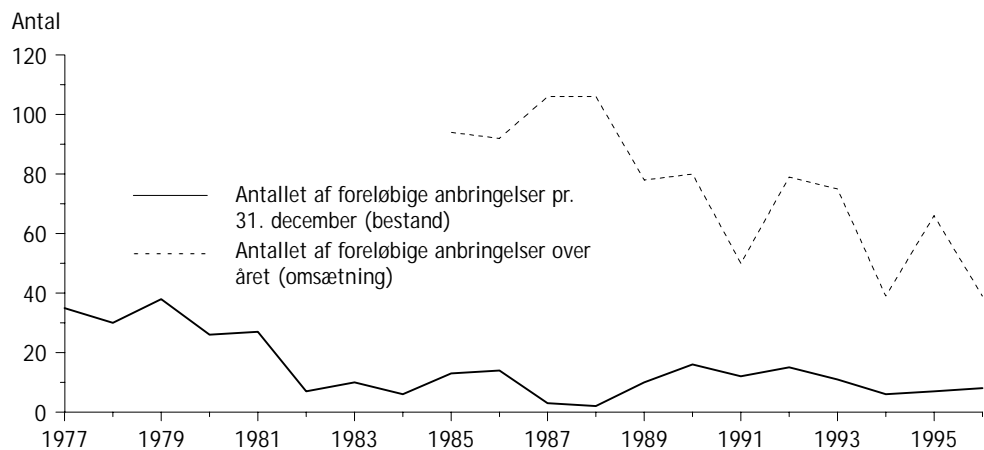 Antal
120
100
80
60
40
20
0
Antallet af foreløbige anbringelser pr.
31. december (bestand)
Antallet af foreløbige anbringelser over
året (omsætning)
1977 1979 1981 1983 1985 1987 1989 1991 1993 1995